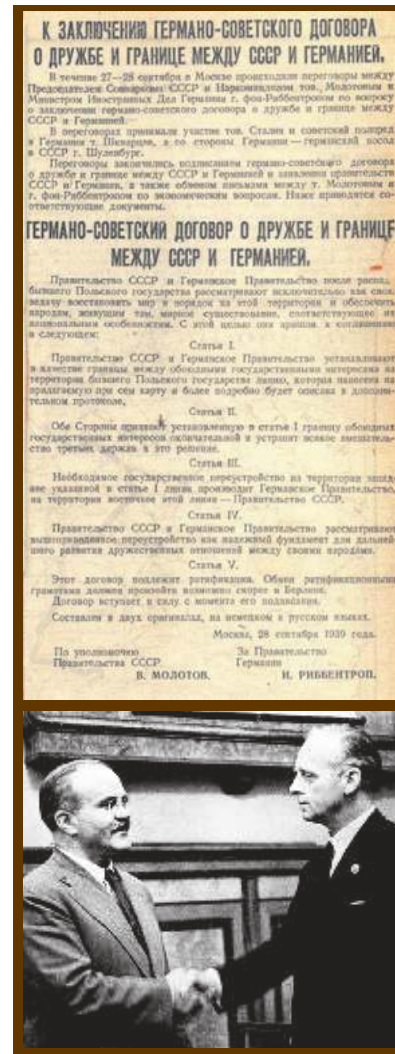 К ЗАКЛЮЧЕНИЮ ГЕРМАНО-СОВЕТСКОГО ДОГОВОРА
О ДРУЖБЕ И ГРАНИЦЕ МЕЖДУ СССР И ГЕРМАНИЕЙ.
В течение 27—28 сентября в Москве происходили переговоры между
Председателем Совнаркома СССР и Наркоминделом тов. Молотовым и
Министром Иностранных Дел Германии г. фон-Риббентропом по вопросу
о заключении германо-советского договора о дружбе и границе между
СССР и Германией.
В переговорах принимали участие тов. Сталин и советский полпред
в Германии т. Шкварцев, а со стороны Германии — германский посол
в СССР г. Шуленбург.
Переговоры закончились подписанием германо-советского договора
о дружбе и границе между СССР и Германией и заявления правительств
СССР и Германии, а также обменом письмами между т. Молотовым и
г. фон-Риббентропом по экономическим вопросам. Ниже приводятся со-
ответствующие документы.
ГЕРМАНО-СОВЕТСКИЙ ДОГОВОР О ДРУЖБЕ И ГРАНИЦЕ
МЕЖДУ СССР И ГЕРМАНИЕЙ.
Правительство СССР и Германское Правительство после распа
бывшего Польского государства рассматривают исключительно как свою
задачу восстановить мир и порядок на этой территории и обеспечить
народам, живущим там, мирное существование, соответствующее их
национальным особенностям. С этой целью они пришли к соглашению
в следующем:
Статья I.
Правительство СССР и Германское Правительство устанавливают
в качестве границы между обоюдными государственными интересами на
территории бывшего Польского государства линию, которая нанесена на
прилагаемую при сем карту и более подробно будет описана в дополни-
тельном протоколе.
Статья II.
Обе Стороны признают установленную в статье I границу обоюдных
государственных интересов окончательной и устранят всякое вмешатель-
ство третьих держав в это решение.
Статья III.
Необходимое государственное переустройство на территории запад-
нее указанной в статье I линии производит Германское Правительство,
на территории восточнее этой линии — Правительство СССР.
Статья IV.
Правительство СССР и Германское Правительство рассматривают
вышеприведенное переустройство как надежный фундамент для дальней-
шего развития дружественных отношений между своими народами.
Статья V.
Этот договор подлежит ратификации. Обмен ратификационными
грамотами должен произойти возможно скорее в Берлине.
Договор вступает в силу с момента его подписания.
Составлен в двух оригиналах, на немецком и русском языках.
Москва, 28 сентября 1939 года.
По уполномочию За Правительство
Правительства СССР Германии
В. МОЛОТОВ. И. РИББЕНТРОП.